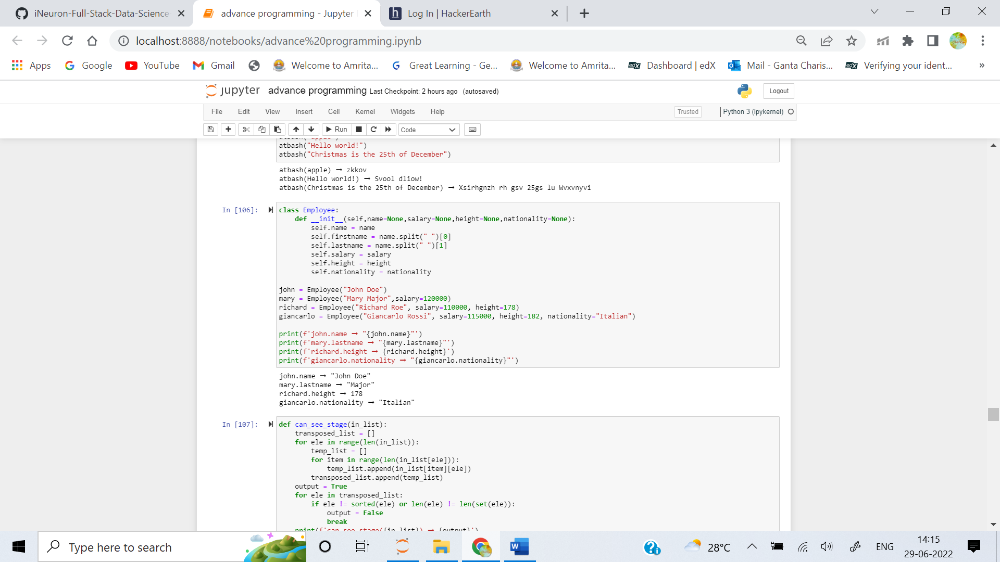 iNeuron-Full-Stack-Data-Science
advance programming - Jupyter
Log In | HackerEarth
localhost:8888/notebooks/advance%20programming.ipynb
Apps
Google
YouTube
Gmail
Welcome to Amrita...
Great Learning - Ge...
Welcome to Amrita...
Dashboard | edX
Mail - Ganta Charis...
Verifying your ident...
»
jupyter advance programming Last Checkpoint: 2 hours ago (autosaved)
Logout
File Edit View Insert Cell Kernel Widgets Help
Trusted
Python 3 (ipykernel)
Run
Code
atbash("apple")
atbash("Hello world!")
atbash("Christmas is the 25th of December")
atbash(apple) ➞ zkkov
atbash(Hello world!) ➞ Svool dliow!
atbash(Christmas is the 25th of December) ➞ Xsirhgnzh rh gsv 25gs lu Wvxvnyvi
In [106]:
class Employee:
    def __init__(self,name=None,salary=None,height=None,nationality=None):
        self.name = name
        self.firstname = name.split(" ")[0]
        self.lastname = name.split(" ")[1]
        self.salary = salary
        self.height = height
        self.nationality = nationality
john = Employee("John Doe")
mary = Employee("Mary Major",salary=120000)
richard = Employee("Richard Roe", salary=110000, height=178)
giancarlo = Employee("Giancarlo Rossi", salary=115000, height=182, nationality="Italian")
print(f'john.name ➞ "{john.name}"')
print(f'mary.lastname ➞ "{mary.lastname}"')
print(f'richard.height ➞ {richard.height}')
print(f'giancarlo.nationality ➞ "{giancarlo.nationality}"')
john.name ➞ "John Doe"
mary.lastname ➞ "Major"
richard.height ➞ 178
giancarlo.nationality ➞ "Italian"
In [107]:
def can_see_stage(in_list):
    transposed_list = []
    for ele in range(len(in_list)):
        temp_list = []
        for item in range(len(in_list[ele])):
            temp_list.append(in_list[item][ele])
        transposed_list.append(temp_list)
    output = True
    for ele in transposed_list:
        if ele != sorted(ele) or len(ele) != len(set(ele)):
            output = False
            break
    print(f'can_see_stage({in_list}) ➞ {output}')
Type here to search
28°C
ENG
14:15
29-06-2022